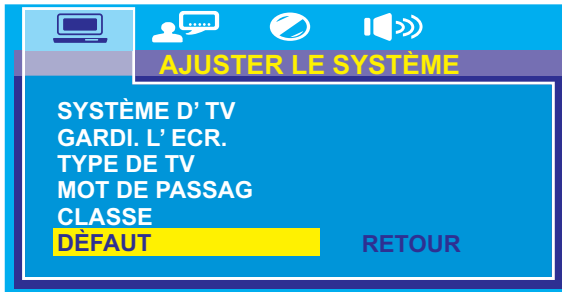 AJUSTER LE SYSTÈME
SYSTÈME D' TV
GARDI. L' ECR.
TYPE DE TV
MOT DE PASSAG
CLASSE
DÈFAUT RETOUR